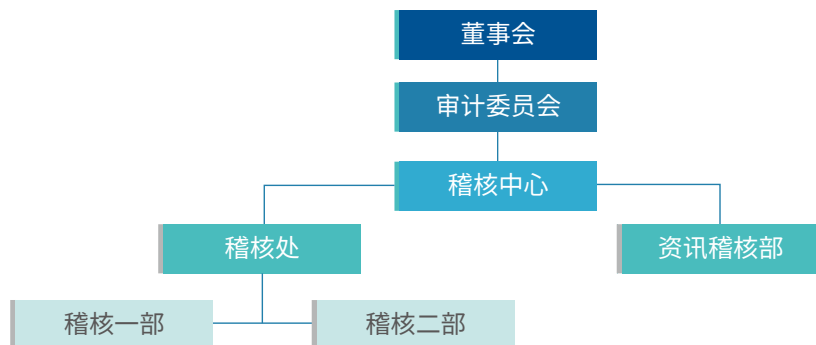 董事会
审计委员会
稽核中心
稽核处
资讯稽核部
稽核一部
稽核二部